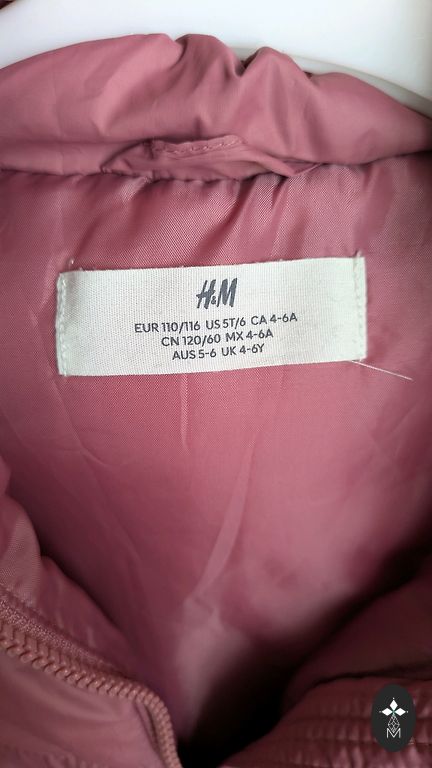 H&M
EUR 110/116 US 5T/6 CA 4-6A
CN 120/60 MX 4-6A
AUS 5-6 UK 4-6Y
M